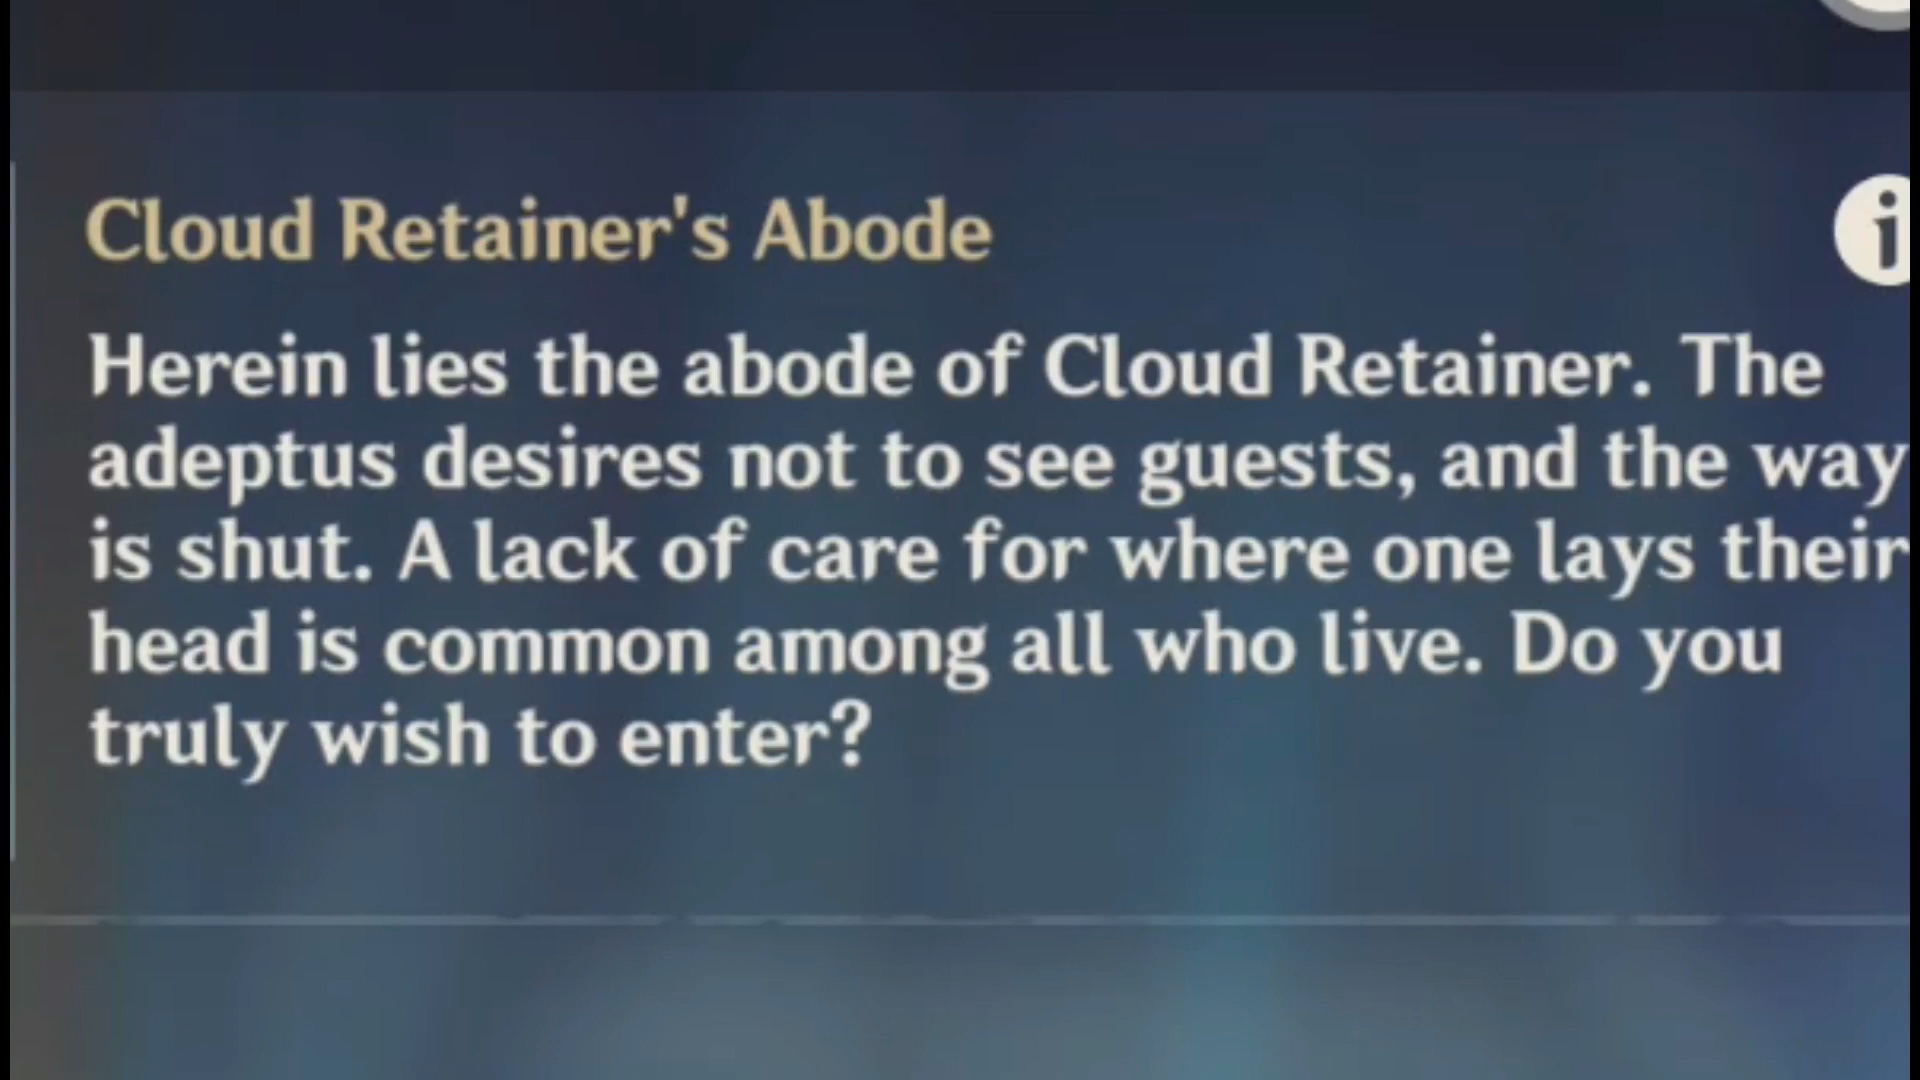 Cloud Retainer's Abode
Herein lies the abode of Cloud Retainer. The
adeptus desires not to see guests, and the way
is shut. A lack of care for where one lays their
head is common among all who live. Do you
truly wish to enter?